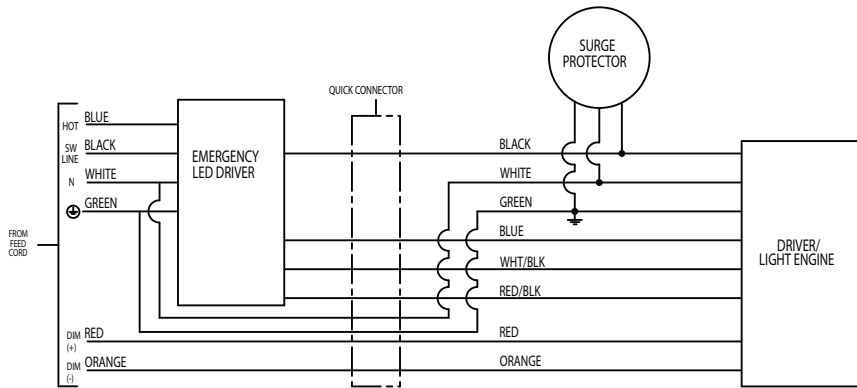 SURGE
PROTECTOR
QUICK CONNECTOR
HOT
BLUE
SW
LINE
BLACK
N
WHITE
GREEN
EMERGENCY
LED DRIVER
BLACK
WHITE
GREEN
BLUE
WHT/BLK
RED/BLK
RED
ORANGE
FROM
FEED
CORD
DRIVER/
LIGHT ENGINE
DIM
(+)
RED
DIM
(-)
ORANGE